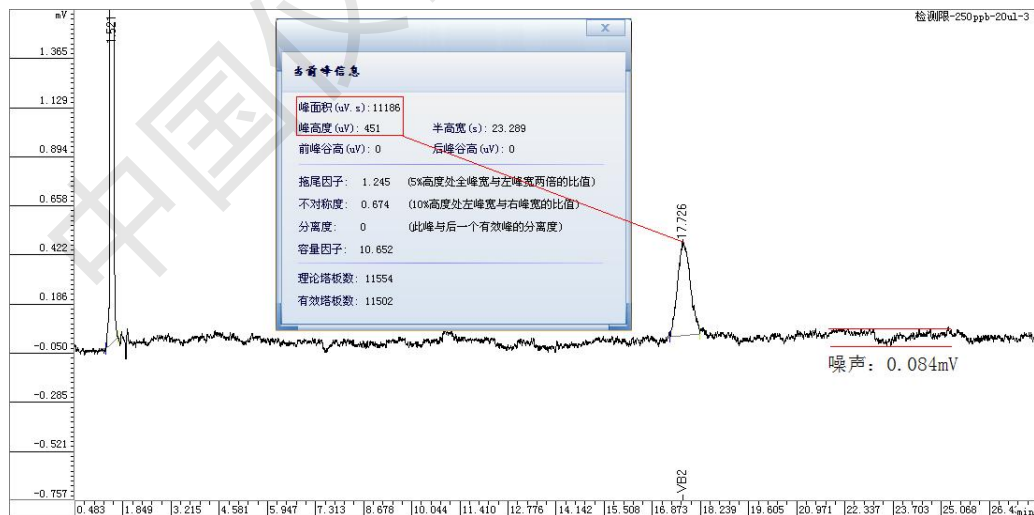 mV
检测限-250ppb-20ul-3
1.365
1.129
0.894
0.658
0.422
0.186
-0.050
-0.285
-0.521
-0.757
1.521
x
当前峰信息
峰面积(uV.s):11186
峰高度(uV): 451 半高宽(s): 23.289
前峰谷高(uV): 0 后峰谷高(uV): 0
拖尾因子: 1.245 (5%高度处全峰宽与左峰宽两倍的比值)
不对称度: 0.674 (10%高度处左峰宽与右峰宽的比值)
分离度: 0 (此峰与后一个有效峰的分离度)
容量因子: 10.652
理论塔板数: 11554
有效塔板数: 11502
17.726
噪声: 0.084mV
-VB2
0.483 1.849 3.215 4.581 5.947 7.313 8.678 10.044 11.410 12.776 14.142 15.508 16.873 18.239 19.605 20.971 22.337 23.703 25.068 26.4 min
中国仪